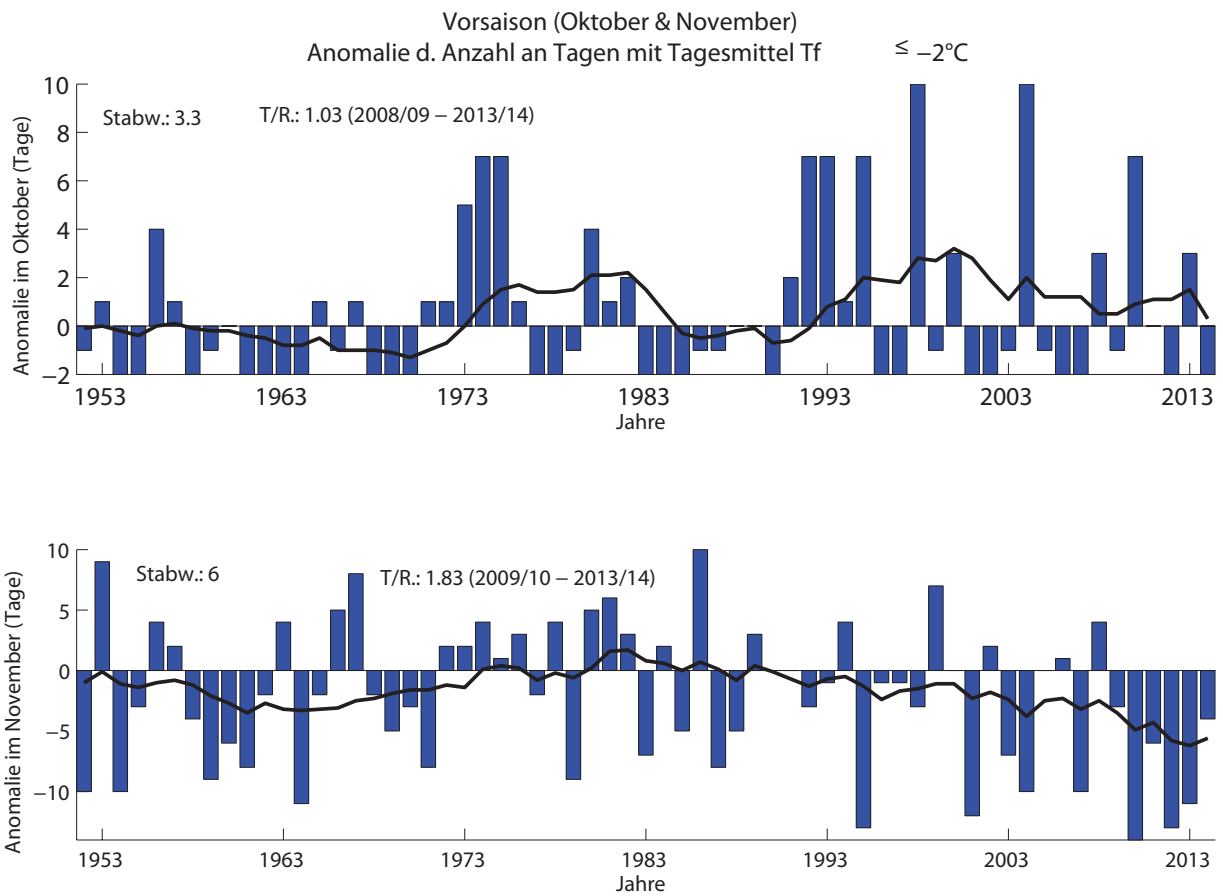 Vorsaison (Oktober & November)
Anomalie d. Anzahl an Tagen mit Tagesmittel Tf ≤ −2°C
Anomalie im Oktober (Tage)
Stabw.: 3.3 T/R.: 1.03 (2008/09 − 2013/14)
10
8
6
4
2
0
−2
1953 1963 1973 1983 1993 2003 2013
Jahre
Anomalie im November (Tage)
Stabw.: 6 T/R.: 1.83 (2009/10 − 2013/14)
10
5
0
−5
−10
1953 1963 1973 1983 1993 2003 2013
Jahre